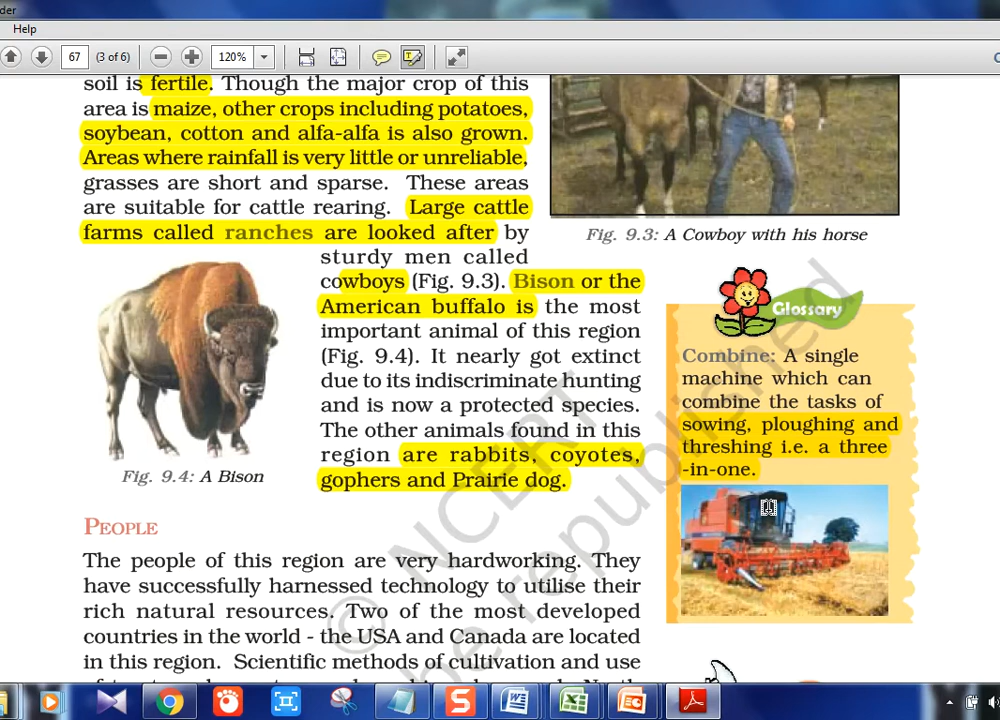 der
Help
67
(3 of 6)
120%
soil is fertile. Though the major crop of this
area is maize, other crops including potatoes,
soybean, cotton and alfa-alfa is also grown.
Areas where rainfall is very little or unreliable,
grasses are short and sparse. These areas
are suitable for cattle rearing. Large cattle
farms called ranches are looked after by
sturdy men called
cowboys (Fig. 9.3). Bison or the
American buffalo is the most
important animal of this region
(Fig. 9.4). It nearly got extinct
due to its indiscriminate hunting
and is now a protected species.
The other animals found in this
region are rabbits, coyotes,
gophers and Prairie dog.
Fig. 9.4: A Bison
Fig. 9.3: A Cowboy with his horse
Glossary
Combine: A single
machine which can
combine the tasks of
sowing, ploughing and
threshing i.e. a three
-in-one.
PEOPLE
The people of this region are very hardworking. They
have successfully harnessed technology to utilise their
rich natural resources. Two of the most developed
countries in the world - the USA and Canada are located
in this region. Scientific methods of cultivation and use
© NCERT
be republished